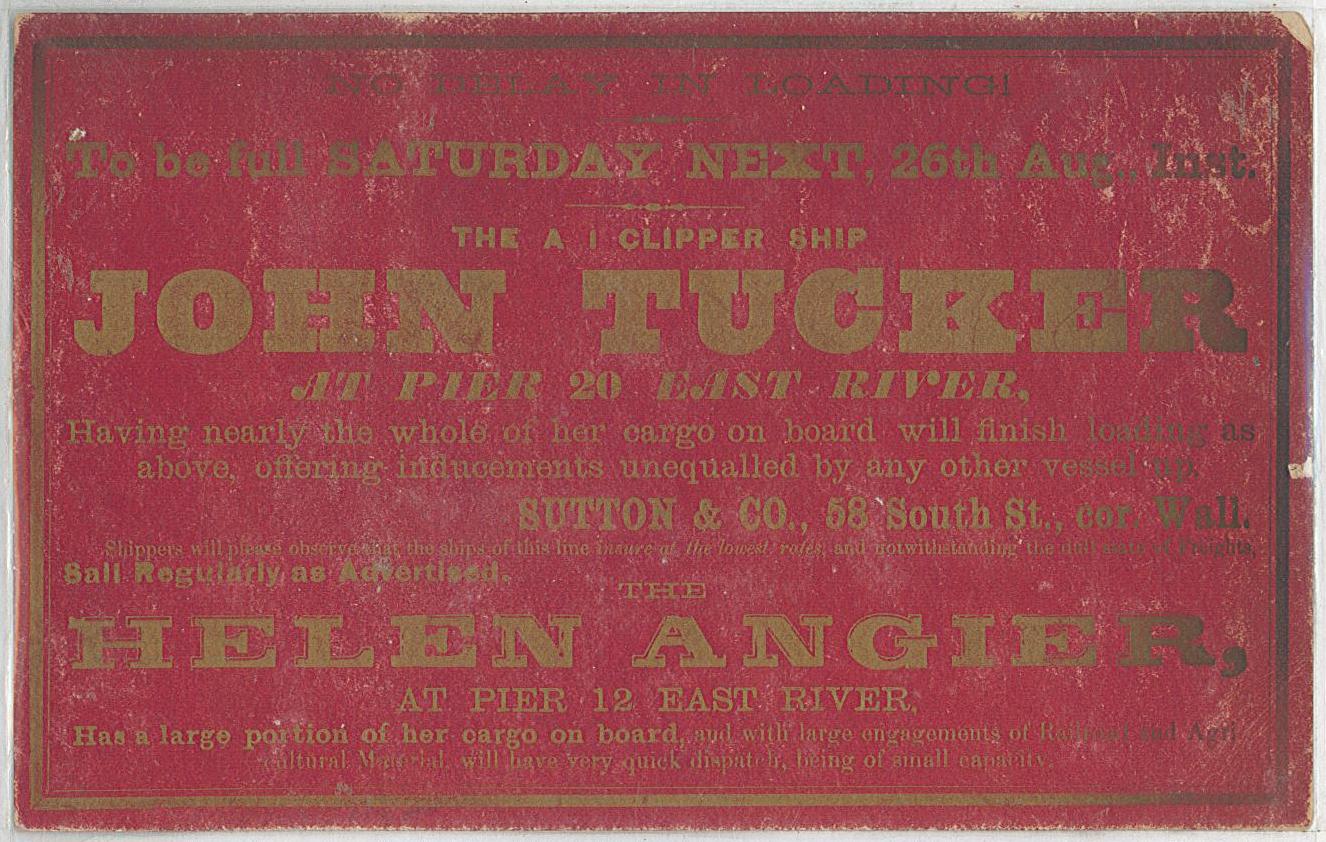 NO DELAY IN LOADING!
To be full SATURDAY NEXT, 26th Aug., Inst.
THE A 1 CLIPPER SHIP
JOHN TUCKER
AT PIER 20 EAST RIVER,
Having nearly the whole of her cargo on board will finish loading as
above, offering inducements unequalled by any other vessel up.
SUTTON & CO., 58 South St., cor. Wall.
Shippers will please observe that the ships of this line insure at the lowest rates, and notwithstanding the dull state of Freights,
Sail Regularly as Advertised.
THE
HELEN ANGIER,
AT PIER 12 EAST RIVER,
Has a large portion of her cargo on board, and with large engagements of Railroad and Agri-
cultural Material, will have very quick dispatch, being of small capacity.